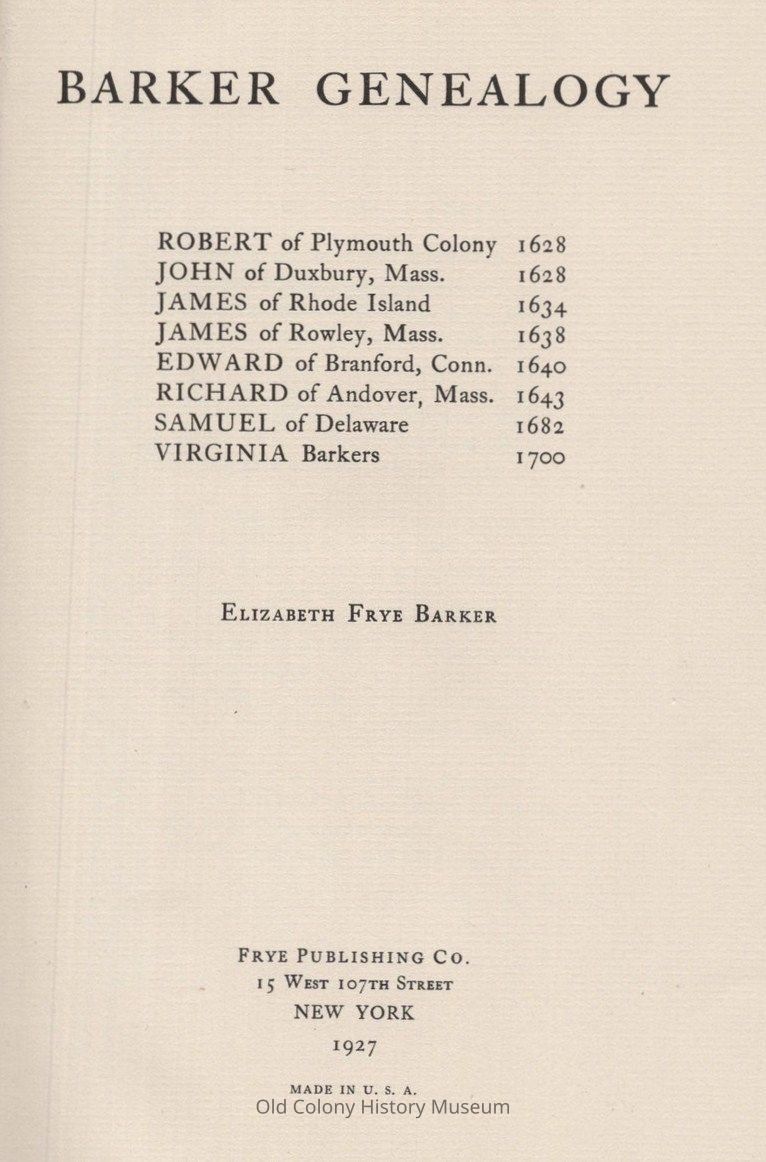 BARKER GENEALOGY
ROBERT of Plymouth Colony 1628
JOHN of Duxbury, Mass. 1628
JAMES of Rhode Island 1634
JAMES of Rowley, Mass. 1638
EDWARD of Branford, Conn. 1640
RICHARD of Andover, Mass. 1643
SAMUEL of Delaware 1682
VIRGINIA Barkers 1700
ELIZABETH FRYE BARKER
FRYE PUBLISHING CO.
15 WEST 107TH STREET
NEW YORK
1927
MADE IN U. S. A.
Old Colony History Museum